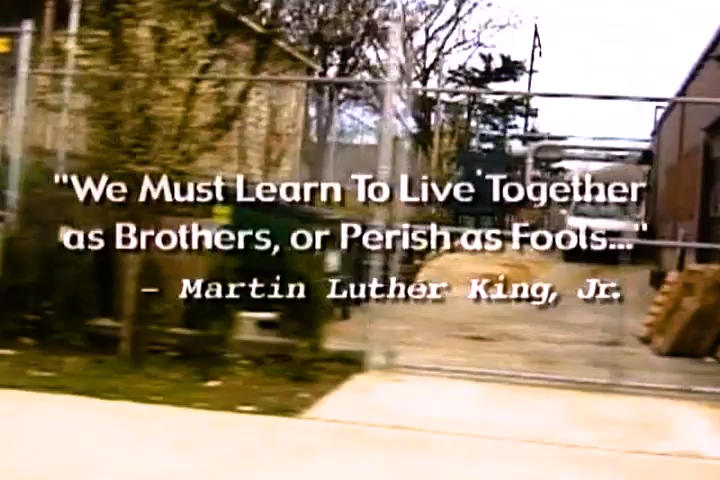 "We Must Learn To Live Together
as Brothers, or Perish as Fools..."
– Martin Luther King, Jr.